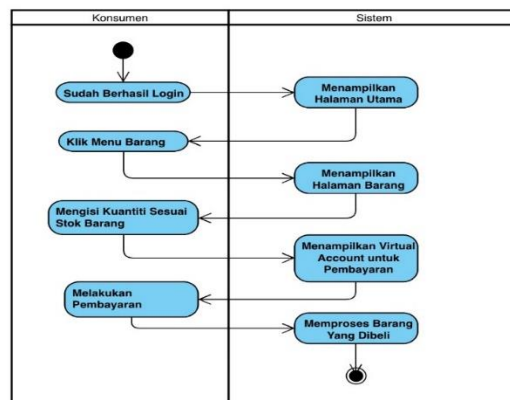 Konsumen
Sistem
Sudah Berhasil Login
Menampilkan
Halaman Utama
Klik Menu Barang
Menampilkan
Halaman Barang
Mengisi Kuantiti Sesuai
Stok Barang
Menampilkan Virtual
Account untuk
Pembayaran
Melakukan
Pembayaran
Memproses Barang
Yang Dibeli